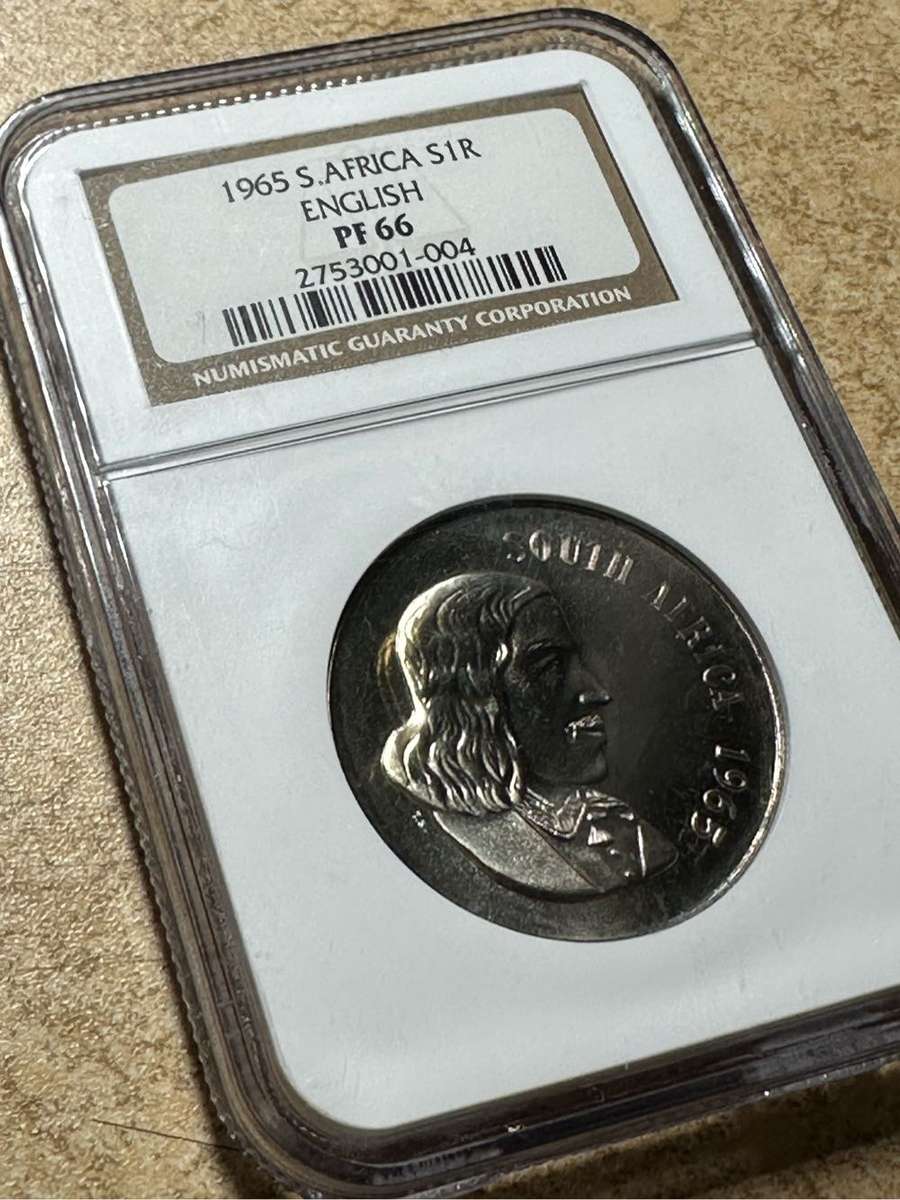 1965 S.AFRICA S1R
ENGLISH
PF 66
2753001-004
NUMISMATIC GUARANTY CORPORATION
SOUTH AFRICA · 1965